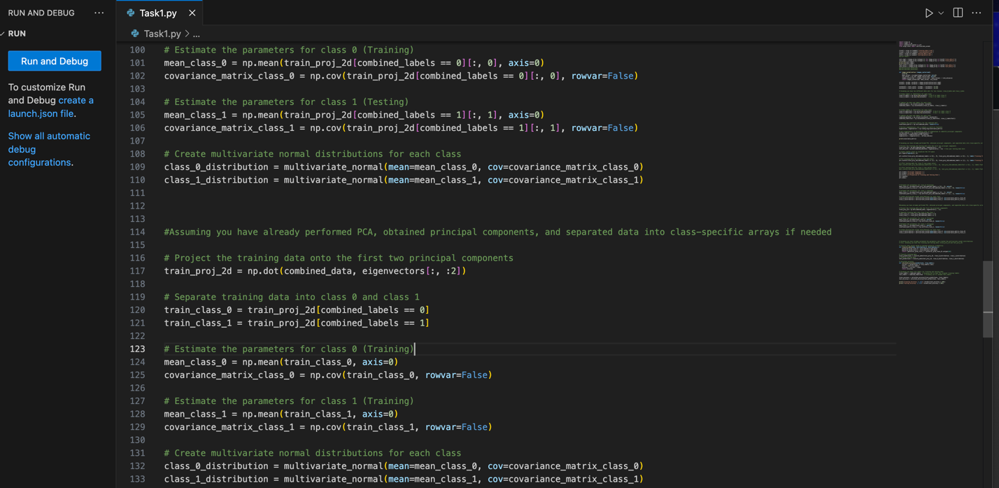 RUN AND DEBUG
Task1.py
RUN
Run and Debug
To customize Run
and Debug create a
launch.json file.
Show all automatic
debug
configurations.
Task1.py > ...
100 # Estimate the parameters for class 0 (Training)
101 mean_class_0 = np.mean(train_proj_2d[combined_labels == 0][:, 0], axis=0)
102 covariance_matrix_class_0 = np.cov(train_proj_2d[combined_labels == 0][:, 0], rowvar=False)
103
104 # Estimate the parameters for class 1 (Testing)
105 mean_class_1 = np.mean(train_proj_2d[combined_labels == 1][:, 1], axis=0)
106 covariance_matrix_class_1 = np.cov(train_proj_2d[combined_labels == 1][:, 1], rowvar=False)
107
108 # Create multivariate normal distributions for each class
109 class_0_distribution = multivariate_normal(mean=mean_class_0, cov=covariance_matrix_class_0)
110 class_1_distribution = multivariate_normal(mean=mean_class_1, cov=covariance_matrix_class_1)
111
112
113
114 #Assuming you have already performed PCA, obtained principal components, and separated data into class-specific arrays if needed
115
116 # Project the training data onto the first two principal components
117 train_proj_2d = np.dot(combined_data, eigenvectors[:, :2])
118
119 # Separate training data into class 0 and class 1
120 train_class_0 = train_proj_2d[combined_labels == 0]
121 train_class_1 = train_proj_2d[combined_labels == 1]
122
123 # Estimate the parameters for class 0 (Training)
124 mean_class_0 = np.mean(train_class_0, axis=0)
125 covariance_matrix_class_0 = np.cov(train_class_0, rowvar=False)
126
127 # Estimate the parameters for class 1 (Training)
128 mean_class_1 = np.mean(train_class_1, axis=0)
129 covariance_matrix_class_1 = np.cov(train_class_1, rowvar=False)
130
131 # Create multivariate normal distributions for each class
132 class_0_distribution = multivariate_normal(mean=mean_class_0, cov=covariance_matrix_class_0)
133 class_1_distribution = multivariate_normal(mean=mean_class_1, cov=covariance_matrix_class_1)